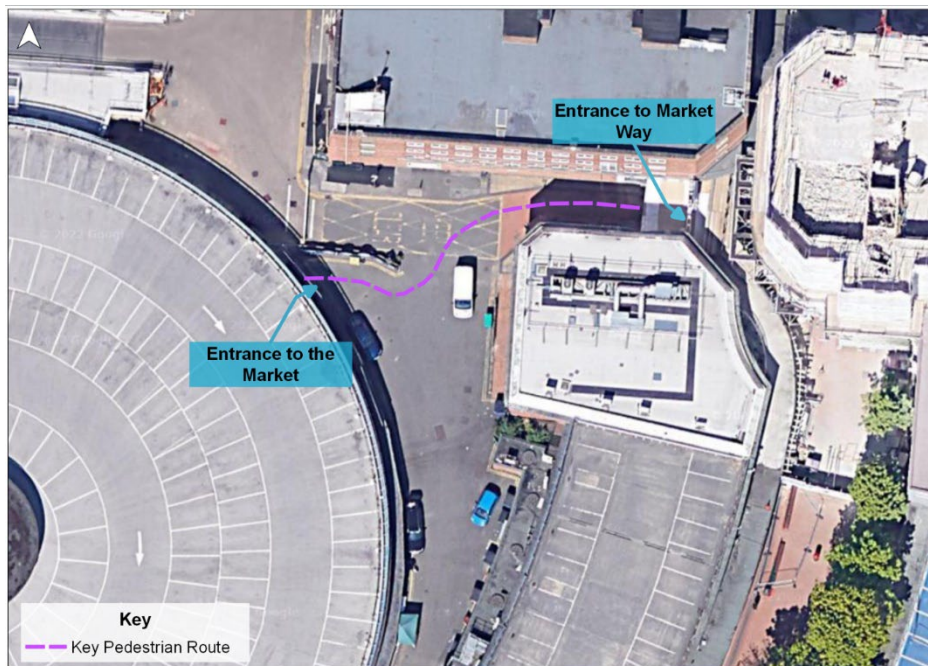 Entrance to Market
Way
Entrance to the
Market
Key
Key Pedestrian Route